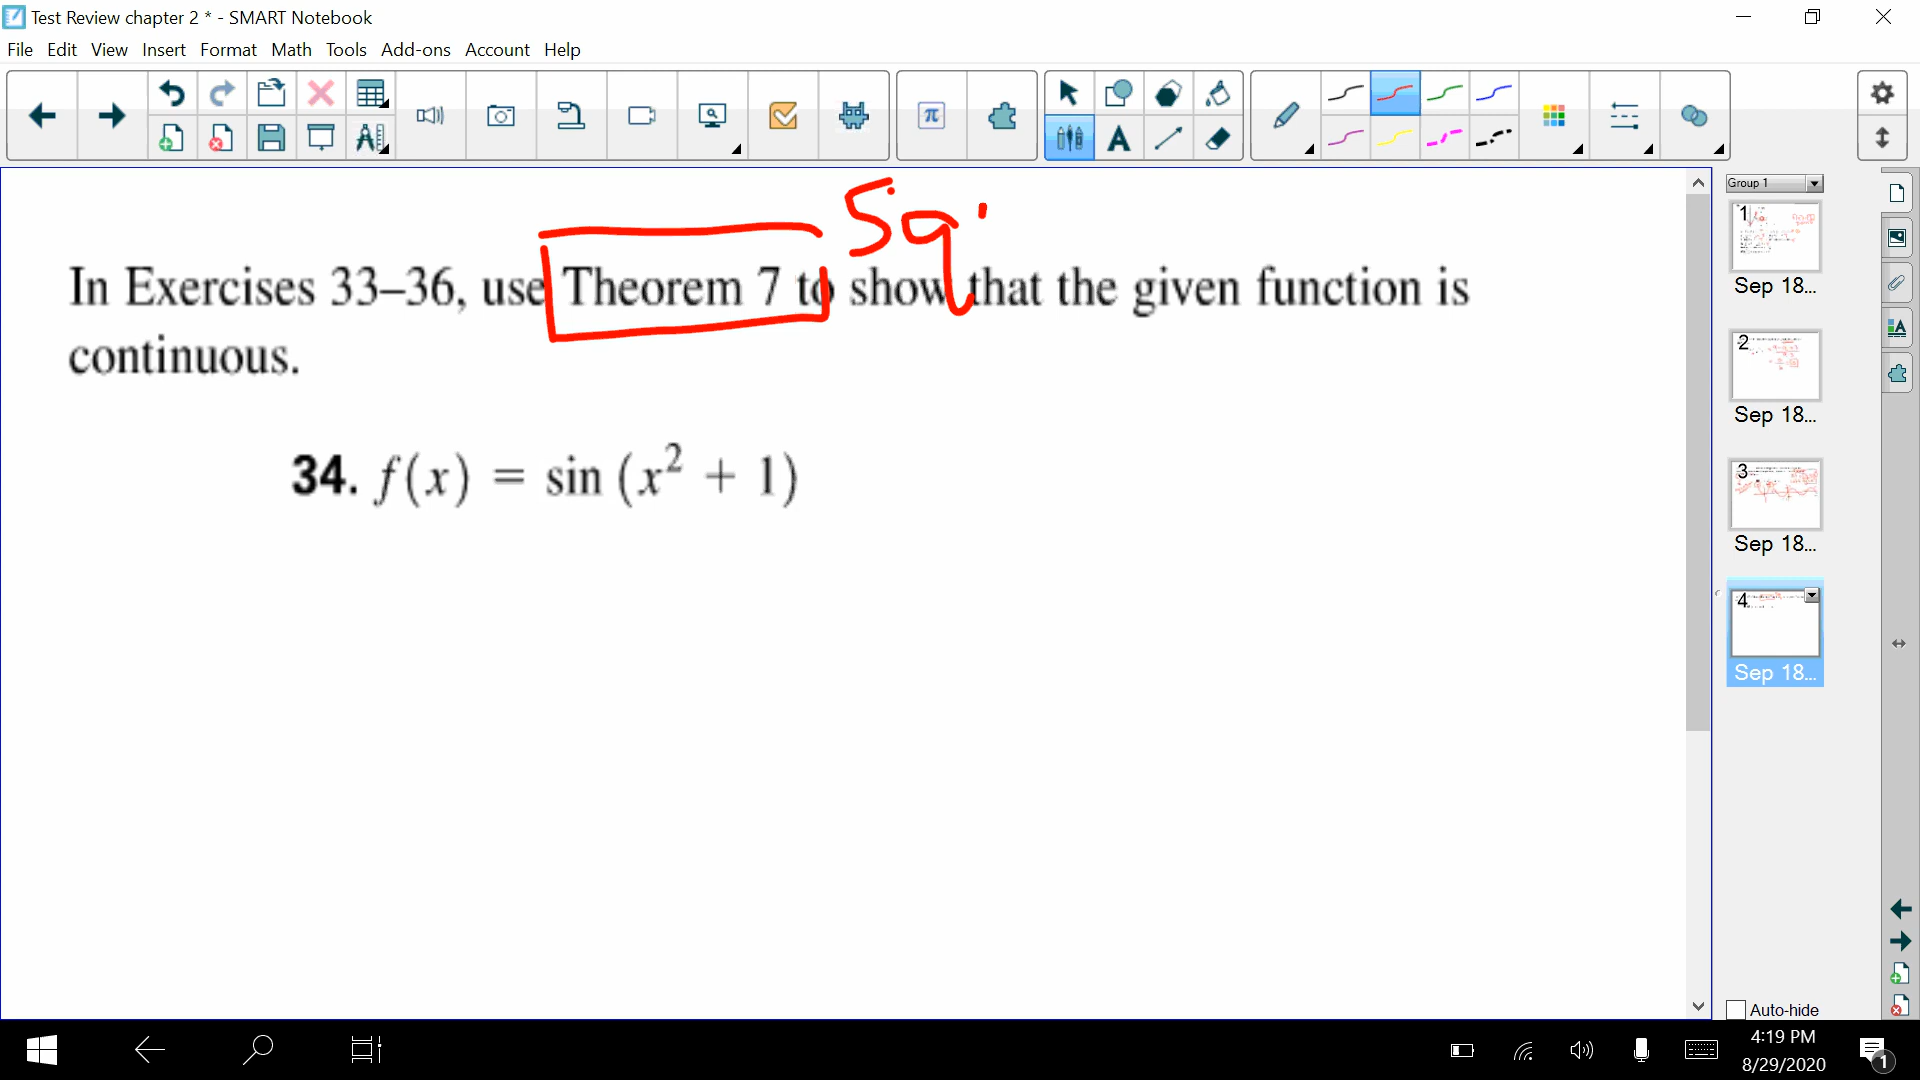 Test Review chapter 2 * - SMART Notebook
File Edit View Insert Format Math Tools Add-ons Account Help
Group 1
1
Sep 18...
2
Sep 18...
3
Sep 18...
4
Sep 18...
Sq
In Exercises 33–36, use Theorem 7 to show that the given function is
continuous.
34. f(x) = sin (x² + 1)
Auto-hide
4:19 PM
8/29/2020
1